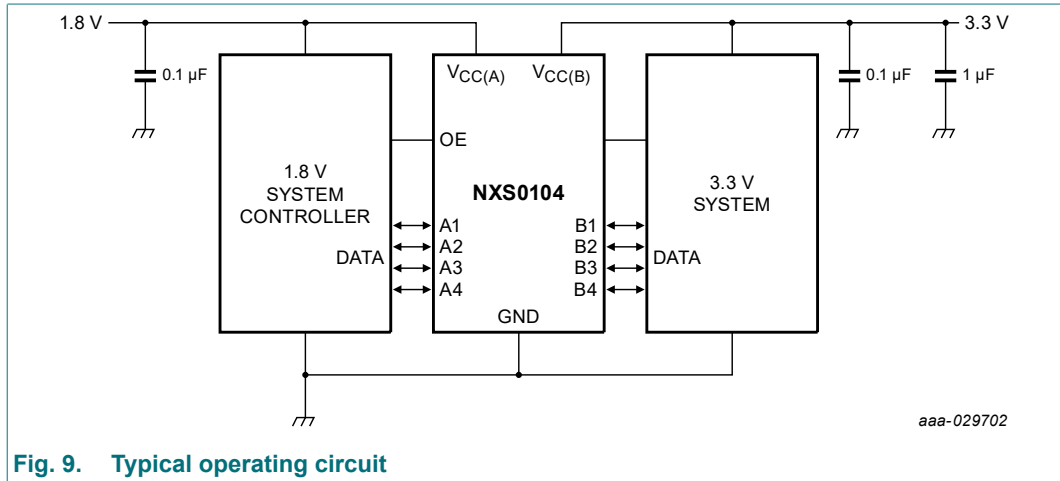 1.8 V
3.3 V
0.1 µF
VCC(A)
VCC(B)
0.1 µF
1 µF
OE
1.8 V
SYSTEM
CONTROLLER
NXS0104
3.3 V
SYSTEM
DATA
A1
A2
A3
A4
B1
B2
B3
B4
DATA
GND
aaa-029702
Fig. 9. Typical operating circuit